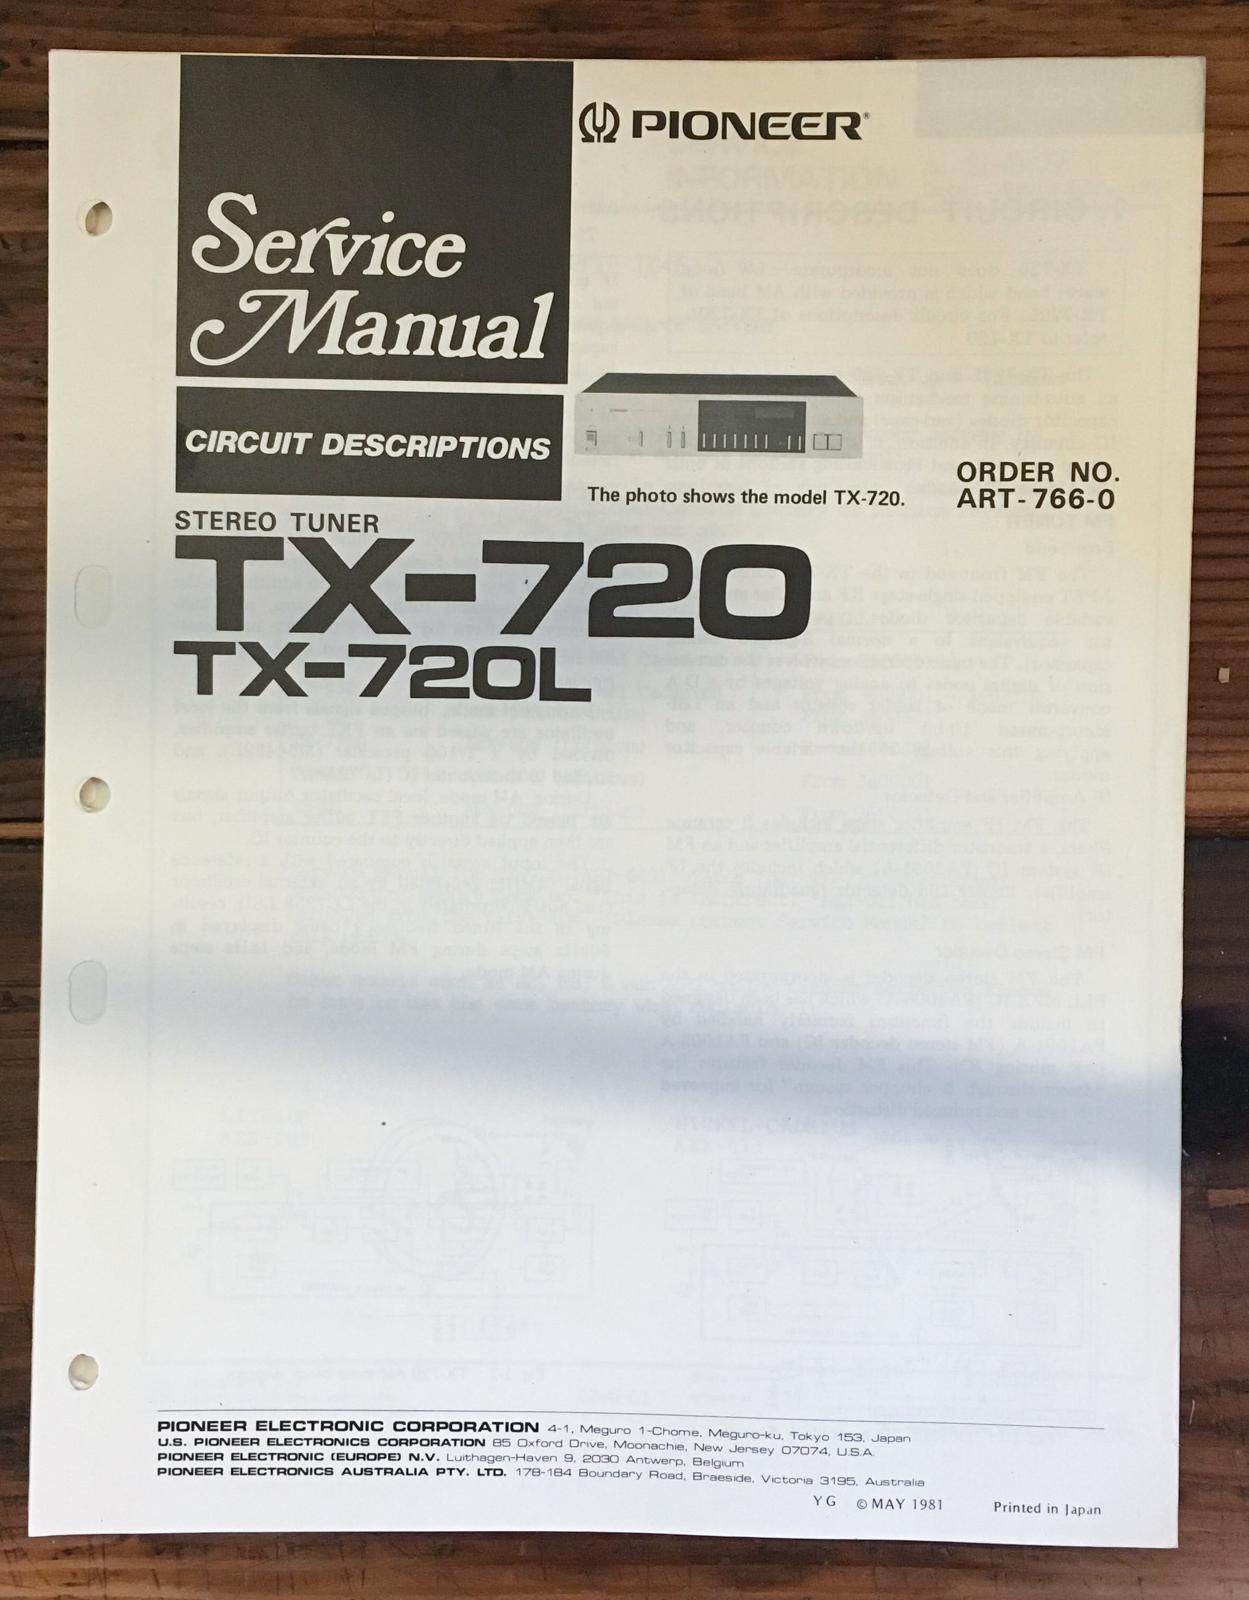 PIONEER®
Service
Manual
CIRCUIT DESCRIPTIONS
The photo shows the model TX-720.
ORDER NO.
ART-766-0
STEREO TUNER
TX-720
TX-720L
PIONEER ELECTRONIC CORPORATION 4-1, Meguro 1-Chome, Meguro-ku, Tokyo 153, Japan
U.S. PIONEER ELECTRONICS CORPORATION 85 Oxford Drive, Moonachie, New Jersey 07074, U.S.A.
PIONEER ELECTRONIC (EUROPE) N.V. Luithagen-Haven 9, 2030 Antwerp, Belgium
PIONEER ELECTRONICS AUSTRALIA PTY. LTD. 178-184 Boundary Road, Braeside, Victoria 3195, Australia
YG © MAY 1981 Printed in Japan